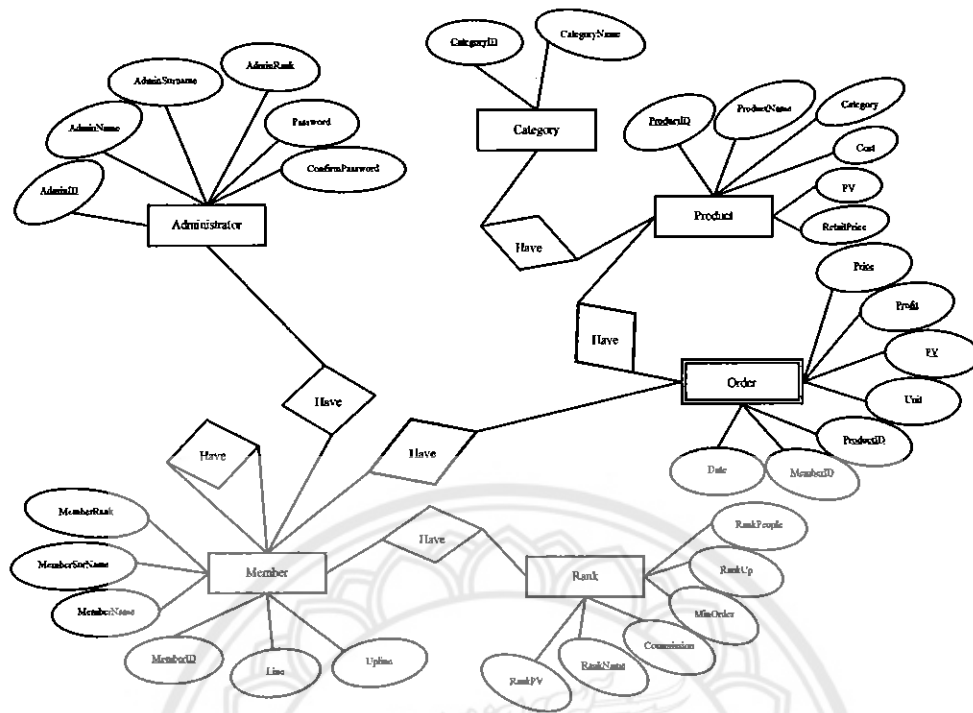 CategoryID
CategoryName
AdminRank
AdminSurname
AdminName
Password
ConfirmPassword
AdminID
Administrator
Category
ProductID
ProductName
Category
Cost
PV
RetailPrice
Product
Have
Have
Price
Profit
PV
Unit
ProductID
MemberID
Date
Order
Have
Have
Have
MemberRank
MemberSurName
MemberName
MemberID
Line
Upline
Member
Have
Rank
RankPeople
RankUp
MinOrder
Commission
RankName
RankPV